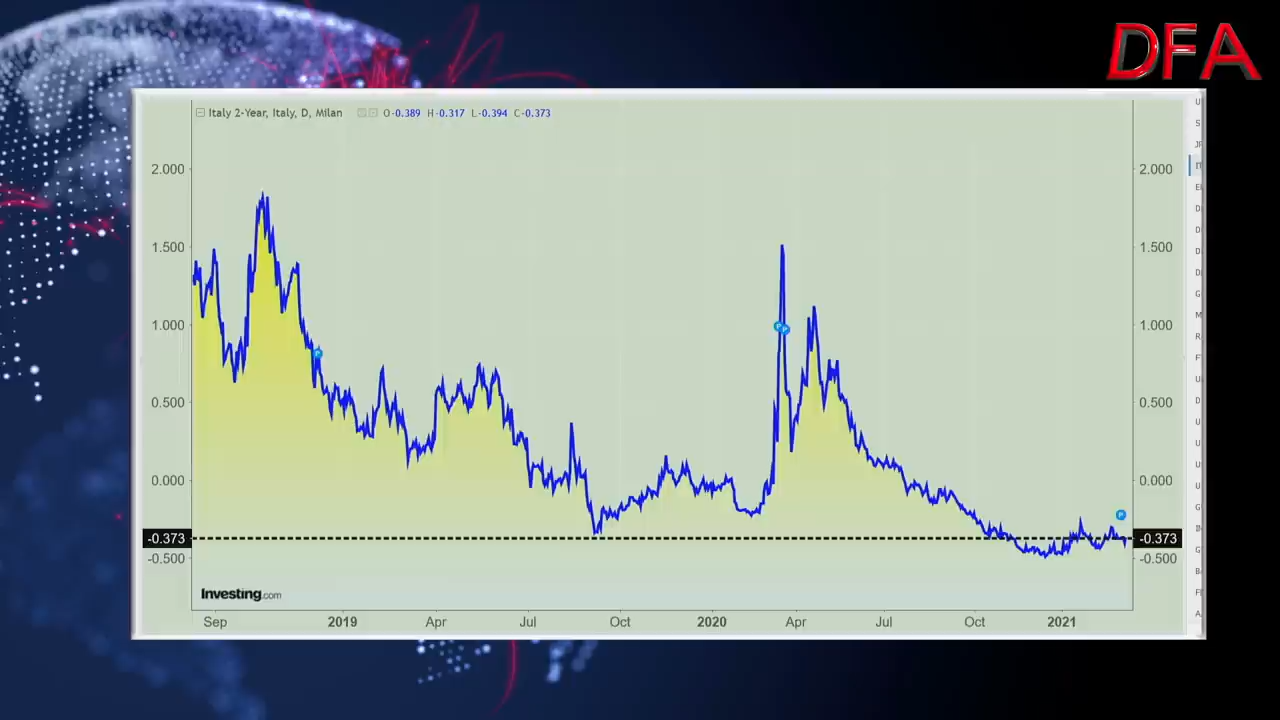 DFA
Italy 2-Year, Italy, D, Milan O-0.389 H-0.317 L-0.394 C-0.373
2.000 2.000
1.500 1.500
1.000 1.000
0.500 0.500
0.000 0.000
-0.373 -0.373
-0.500 -0.500
Investing.com
Sep 2019 Apr Jul Oct 2020 Apr Jul Oct 2021